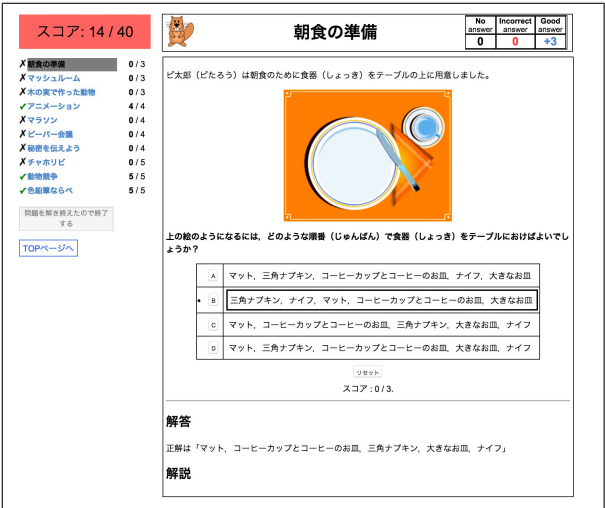 スコア: 14 / 40
✗ 朝食の準備 0 / 3
✗ マッシュルーム 0 / 3
✗ 木の実で作った動物 0 / 3
✓ アニメーション 4 / 4
✗ マラソン 0 / 4
✗ ビーバー会議 0 / 4
✗ 秘密を伝えよう 0 / 4
✗ チャホリビ 0 / 5
✓ 動物競争 5 / 5
✓ 色鉛筆ならべ 5 / 5
問題を解き終えたので終了
する
TOPページへ
朝食の準備
No answer Incorrect answer Good answer
0 0 +3
ビ太郎（ビたろう）は朝食のために食器（しょっき）をテーブルの上に用意しました。
上の絵のようになるには，どのような順番（じゅんばん）で食器（しょっき）をテーブルにおけばよいでし
ょうか？
A マット，三角ナプキン，コーヒーカップとコーヒーのお皿，ナイフ，大きなお皿
B 三角ナプキン，ナイフ，マット，コーヒーカップとコーヒーのお皿，大きなお皿
C マット，コーヒーカップとコーヒーのお皿，三角ナプキン，大きなお皿，ナイフ
D マット，三角ナプキン，コーヒーカップとコーヒーのお皿，大きなお皿，ナイフ
リセット
スコア : 0 / 3.
解答
正解は「マット，コーヒーカップとコーヒーのお皿，三角ナプキン，大きなお皿，ナイフ」
解説